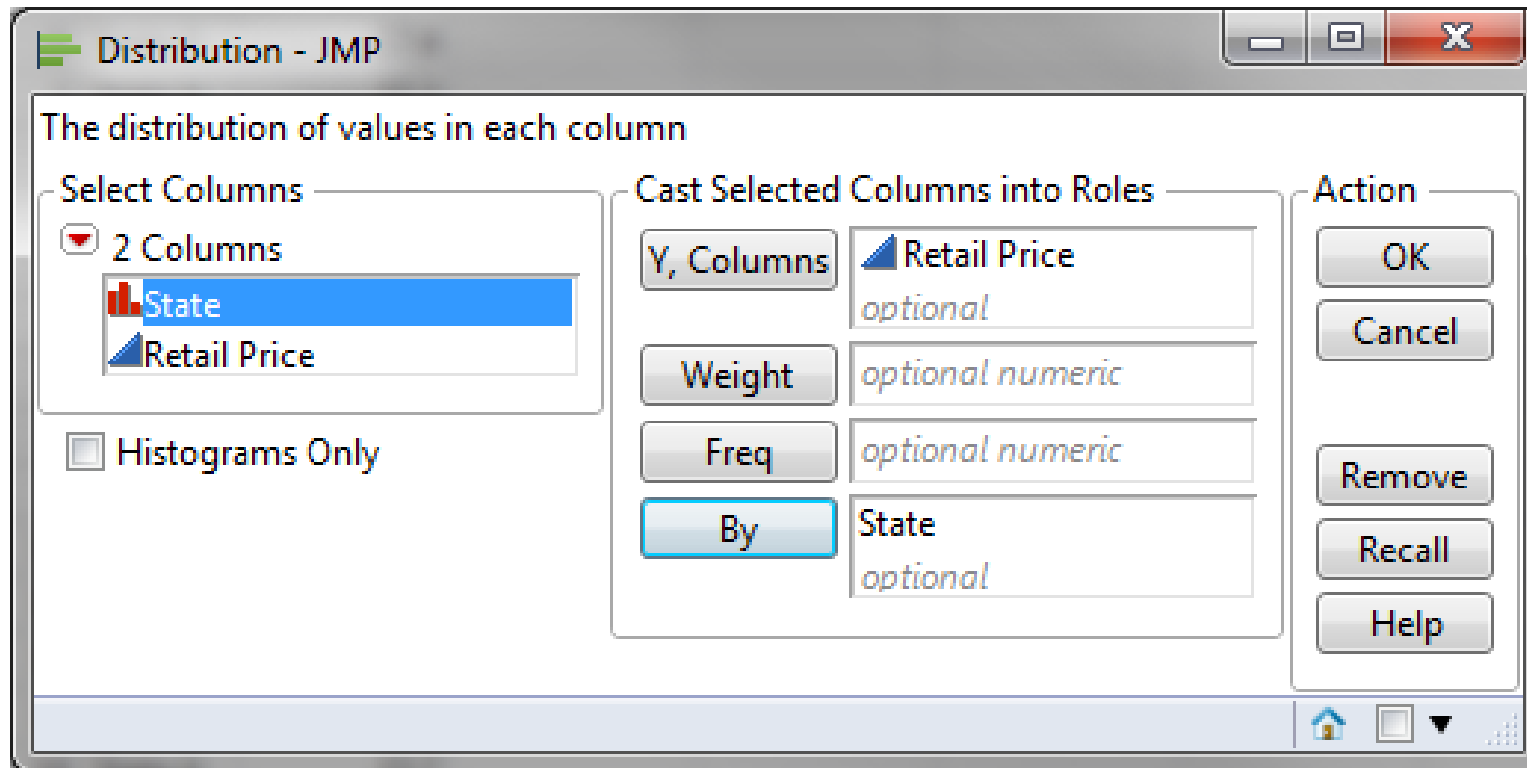 Distribution - JMP
The distribution of values in each column
Select Columns
2 Columns
State
Retail Price
Histograms Only
Cast Selected Columns into Roles
Y, Columns
Retail Price
optional
Weight
optional numeric
Freq
optional numeric
By
State
optional
Action
OK
Cancel
Remove
Recall
Help